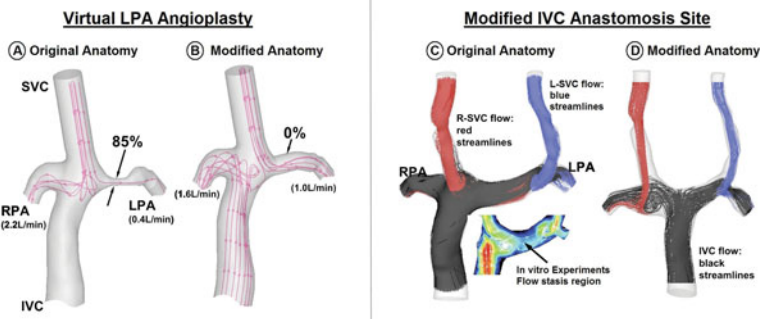 Virtual LPA Angioplasty
A Original Anatomy
B Modified Anatomy
SVC
85%
0%
RPA
(2.2L/min)
LPA
(0.4L/min)
(1.6L/min)
(1.0L/min)
IVC
Modified IVC Anastomosis Site
C Original Anatomy
D Modified Anatomy
L-SVC flow:
blue
streamlines
R-SVC flow:
red
streamlines
RPA
LPA
In vitro Experiments
Flow stasis region
IVC flow:
black
streamlines